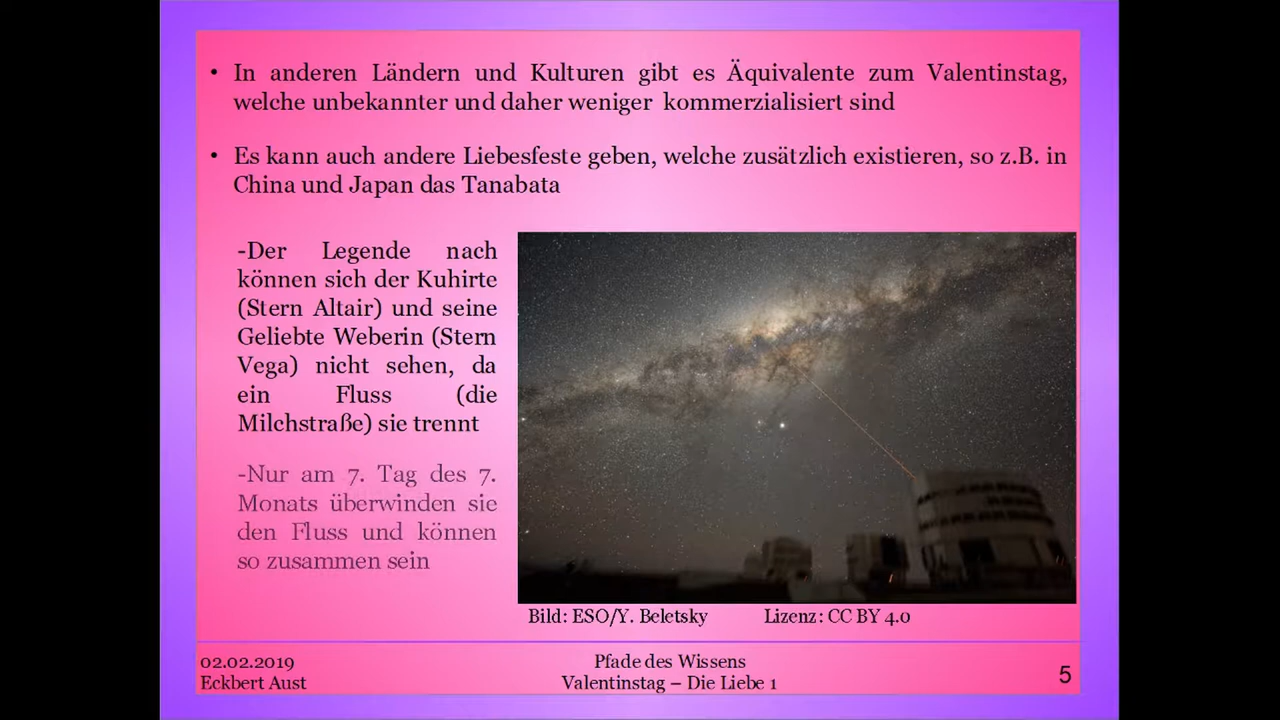 • In anderen Ländern und Kulturen gibt es Äquivalente zum Valentinstag,
welche unbekannter und daher weniger kommerzialisiert sind
• Es kann auch andere Liebesfeste geben, welche zusätzlich existieren, so z.B. in
China und Japan das Tanabata
-Der Legende nach
können sich der Kuhirte
(Stern Altair) und seine
Geliebte Weberin (Stern
Vega) nicht sehen, da
ein Fluss (die
Milchstraße) sie trennt
-Nur am 7. Tag des 7.
Monats überwinden sie
den Fluss und können
so zusammen sein
Bild: ESO/Y. Beletsky Lizenz: CC BY 4.0
02.02.2019
Eckbert Aust
Pfade des Wissens
Valentinstag – Die Liebe 1
5